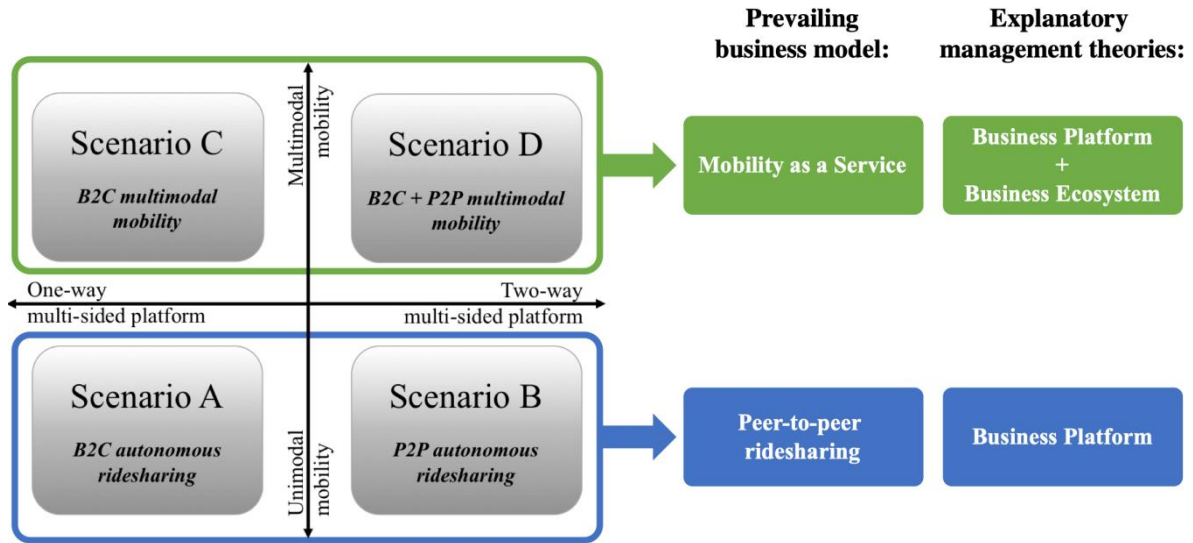 Prevailing
business model:
Explanatory
management theories:
Scenario C
B2C multimodal
mobility
Multimodal
mobility
Scenario D
B2C + P2P multimodal
mobility
Mobility as a Service
Business Platform
+
Business Ecosystem
One-way
multi-sided platform
Two-way
multi-sided platform
Scenario A
B2C autonomous
ridesharing
Unimodal
mobility
Scenario B
P2P autonomous
ridesharing
Peer-to-peer
ridesharing
Business Platform